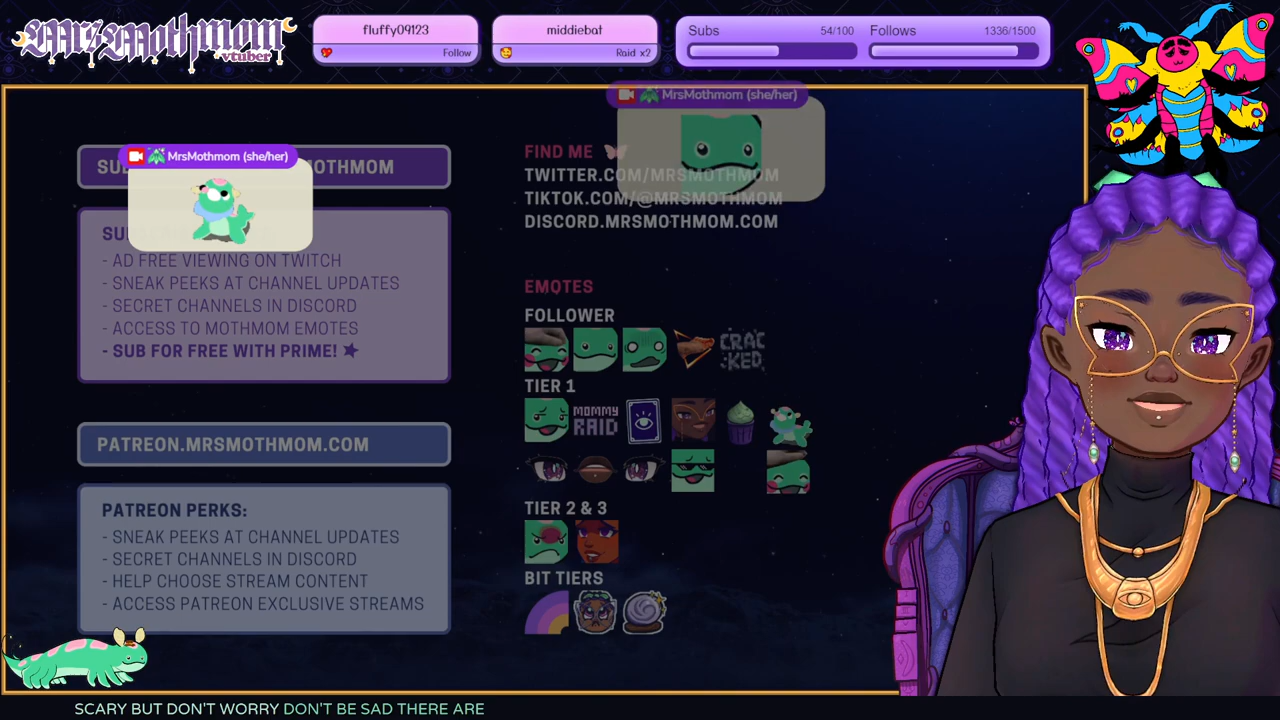 MrsMothmom
vtuber
fluffy09123
Follow
middiebat
Raid x2
Subs 54/100
Follows 1336/1500
MrsMothmom (she/her)
MrsMothmom (she/her)
MOTHMOM
- AD FREE VIEWING ON TWITCH
- SNEAK PEEKS AT CHANNEL UPDATES
- SECRET CHANNELS IN DISCORD
- ACCESS TO MOTHMOM EMOTES
- SUB FOR FREE WITH PRIME!
PATREON.MRSMOTHMOM.COM
PATREON PERKS:
- SNEAK PEEKS AT CHANNEL UPDATES
- SECRET CHANNELS IN DISCORD
- HELP CHOOSE STREAM CONTENT
- ACCESS PATREON EXCLUSIVE STREAMS
FIND ME
TWITTER.COM/MRSMOTHMOM
TIKTOK.COM/@MRSMOTHMOM
DISCORD.MRSMOTHMOM.COM
EMOTES
FOLLOWER
CRAC
KED.
TIER 1
MOMMY
RAID
TIER 2 & 3
BIT TIERS
SCARY BUT DON'T WORRY DON'T BE SAD THERE ARE